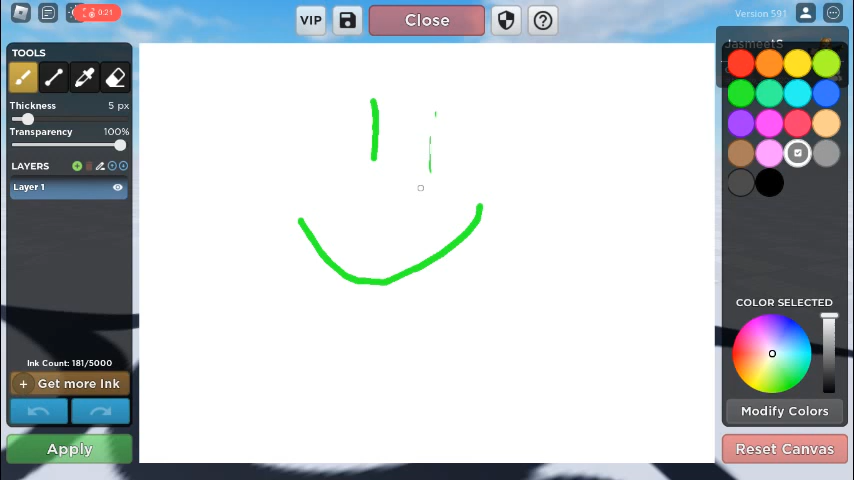 0:21
VIP
Close
Version 591
JasmeetS
TOOLS
Thickness 5 px
Transparency 100%
LAYERS
Layer 1
Ink Count: 181/5000
+ Get more Ink
Apply
COLOR SELECTED
Modify Colors
Reset Canvas